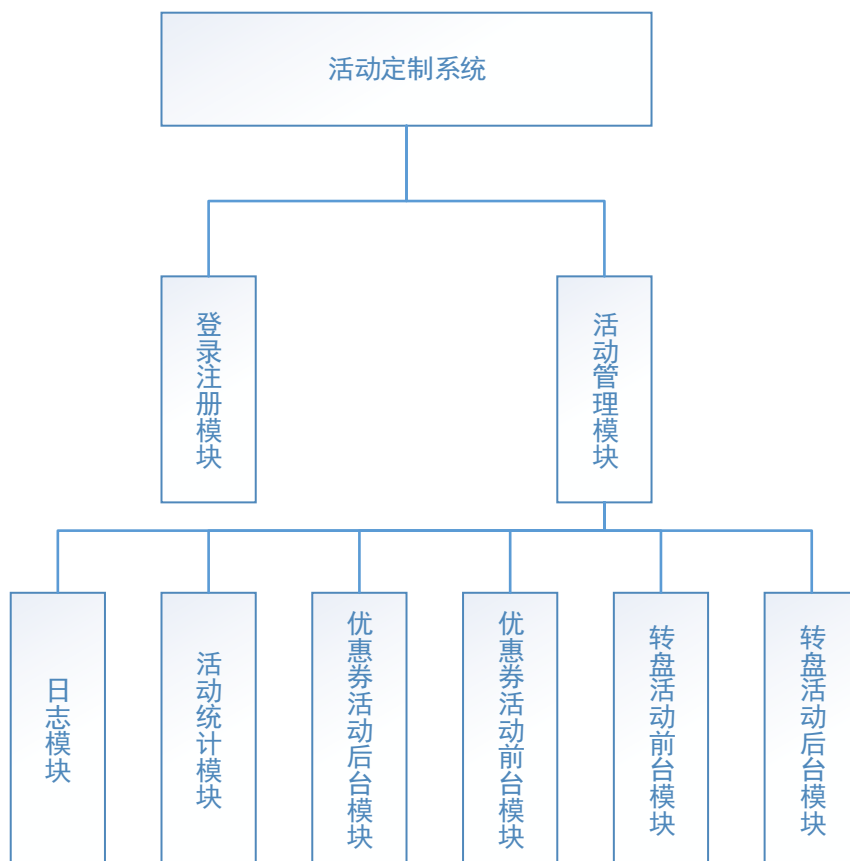 活动定制系统
登录注册模块
活动管理模块
日志模块
活动统计模块
优惠券活动后台模块
优惠券活动前台模块
转盘活动前台模块
转盘活动后台模块